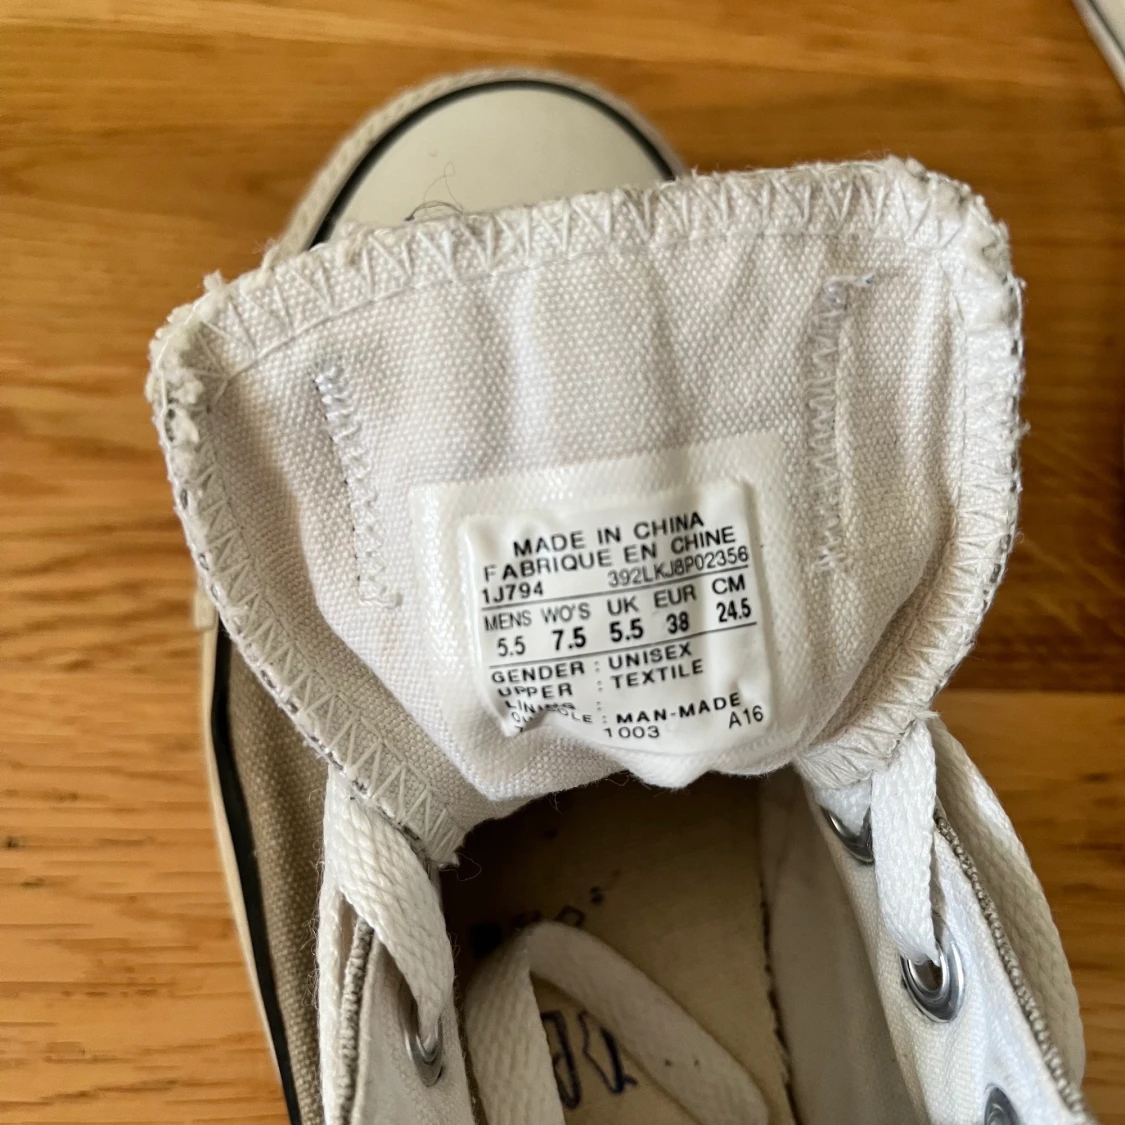 MADE IN CHINA
FABRIQUE EN CHINE
1J794 392LKJ8P02356
MENS WO'S UK EUR CM
5.5 7.5 5.5 38 24.5
GENDER : UNISEX
UPPER : TEXTILE
LINING :
: MAN-MADE
1003 A16